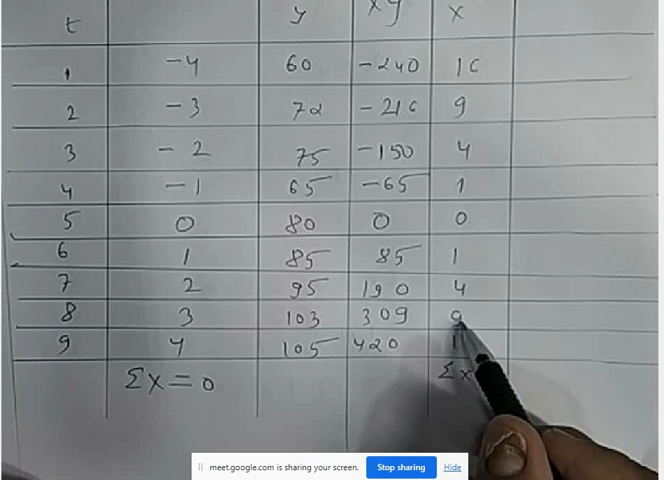 t y xy x
1 -4 60 -240 16
2 -3 72 -216 9
3 -2 75 -150 4
4 -1 65 -65 1
5 0 80 0 0
6 1 85 85 1
7 2 95 190 4
8 3 103 309 9
9 4 105 420 1
Σx=0 Σx
meet.google.com is sharing your screen. Stop sharing Hide